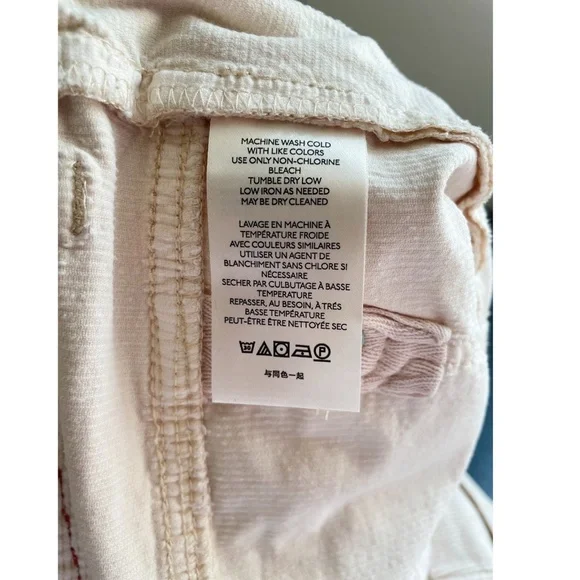 MACHINE WASH COLD
WITH LIKE COLORS
USE ONLY NON-CHLORINE
BLEACH
TUMBLE DRY LOW
LOW IRON AS NEEDED
MAY BE DRY CLEANED
LAVAGE EN MACHINE À
TEMPÉRATURE FROIDE
AVEC COULEURS SIMILAIRES
UTILISER UN AGENT DE
BLANCHIMENT SANS CHLORE SI
NÉCESSAIRE
SECHER PAR CULBUTAGE À BASSE
TEMPERATURE
REPASSER, AU BESOIN, À TRÉS
BASSE TEMPÉRATURE
PEUT-ÊTRE ÊTRE NETTOYÉE SEC
30 P
与同色一起